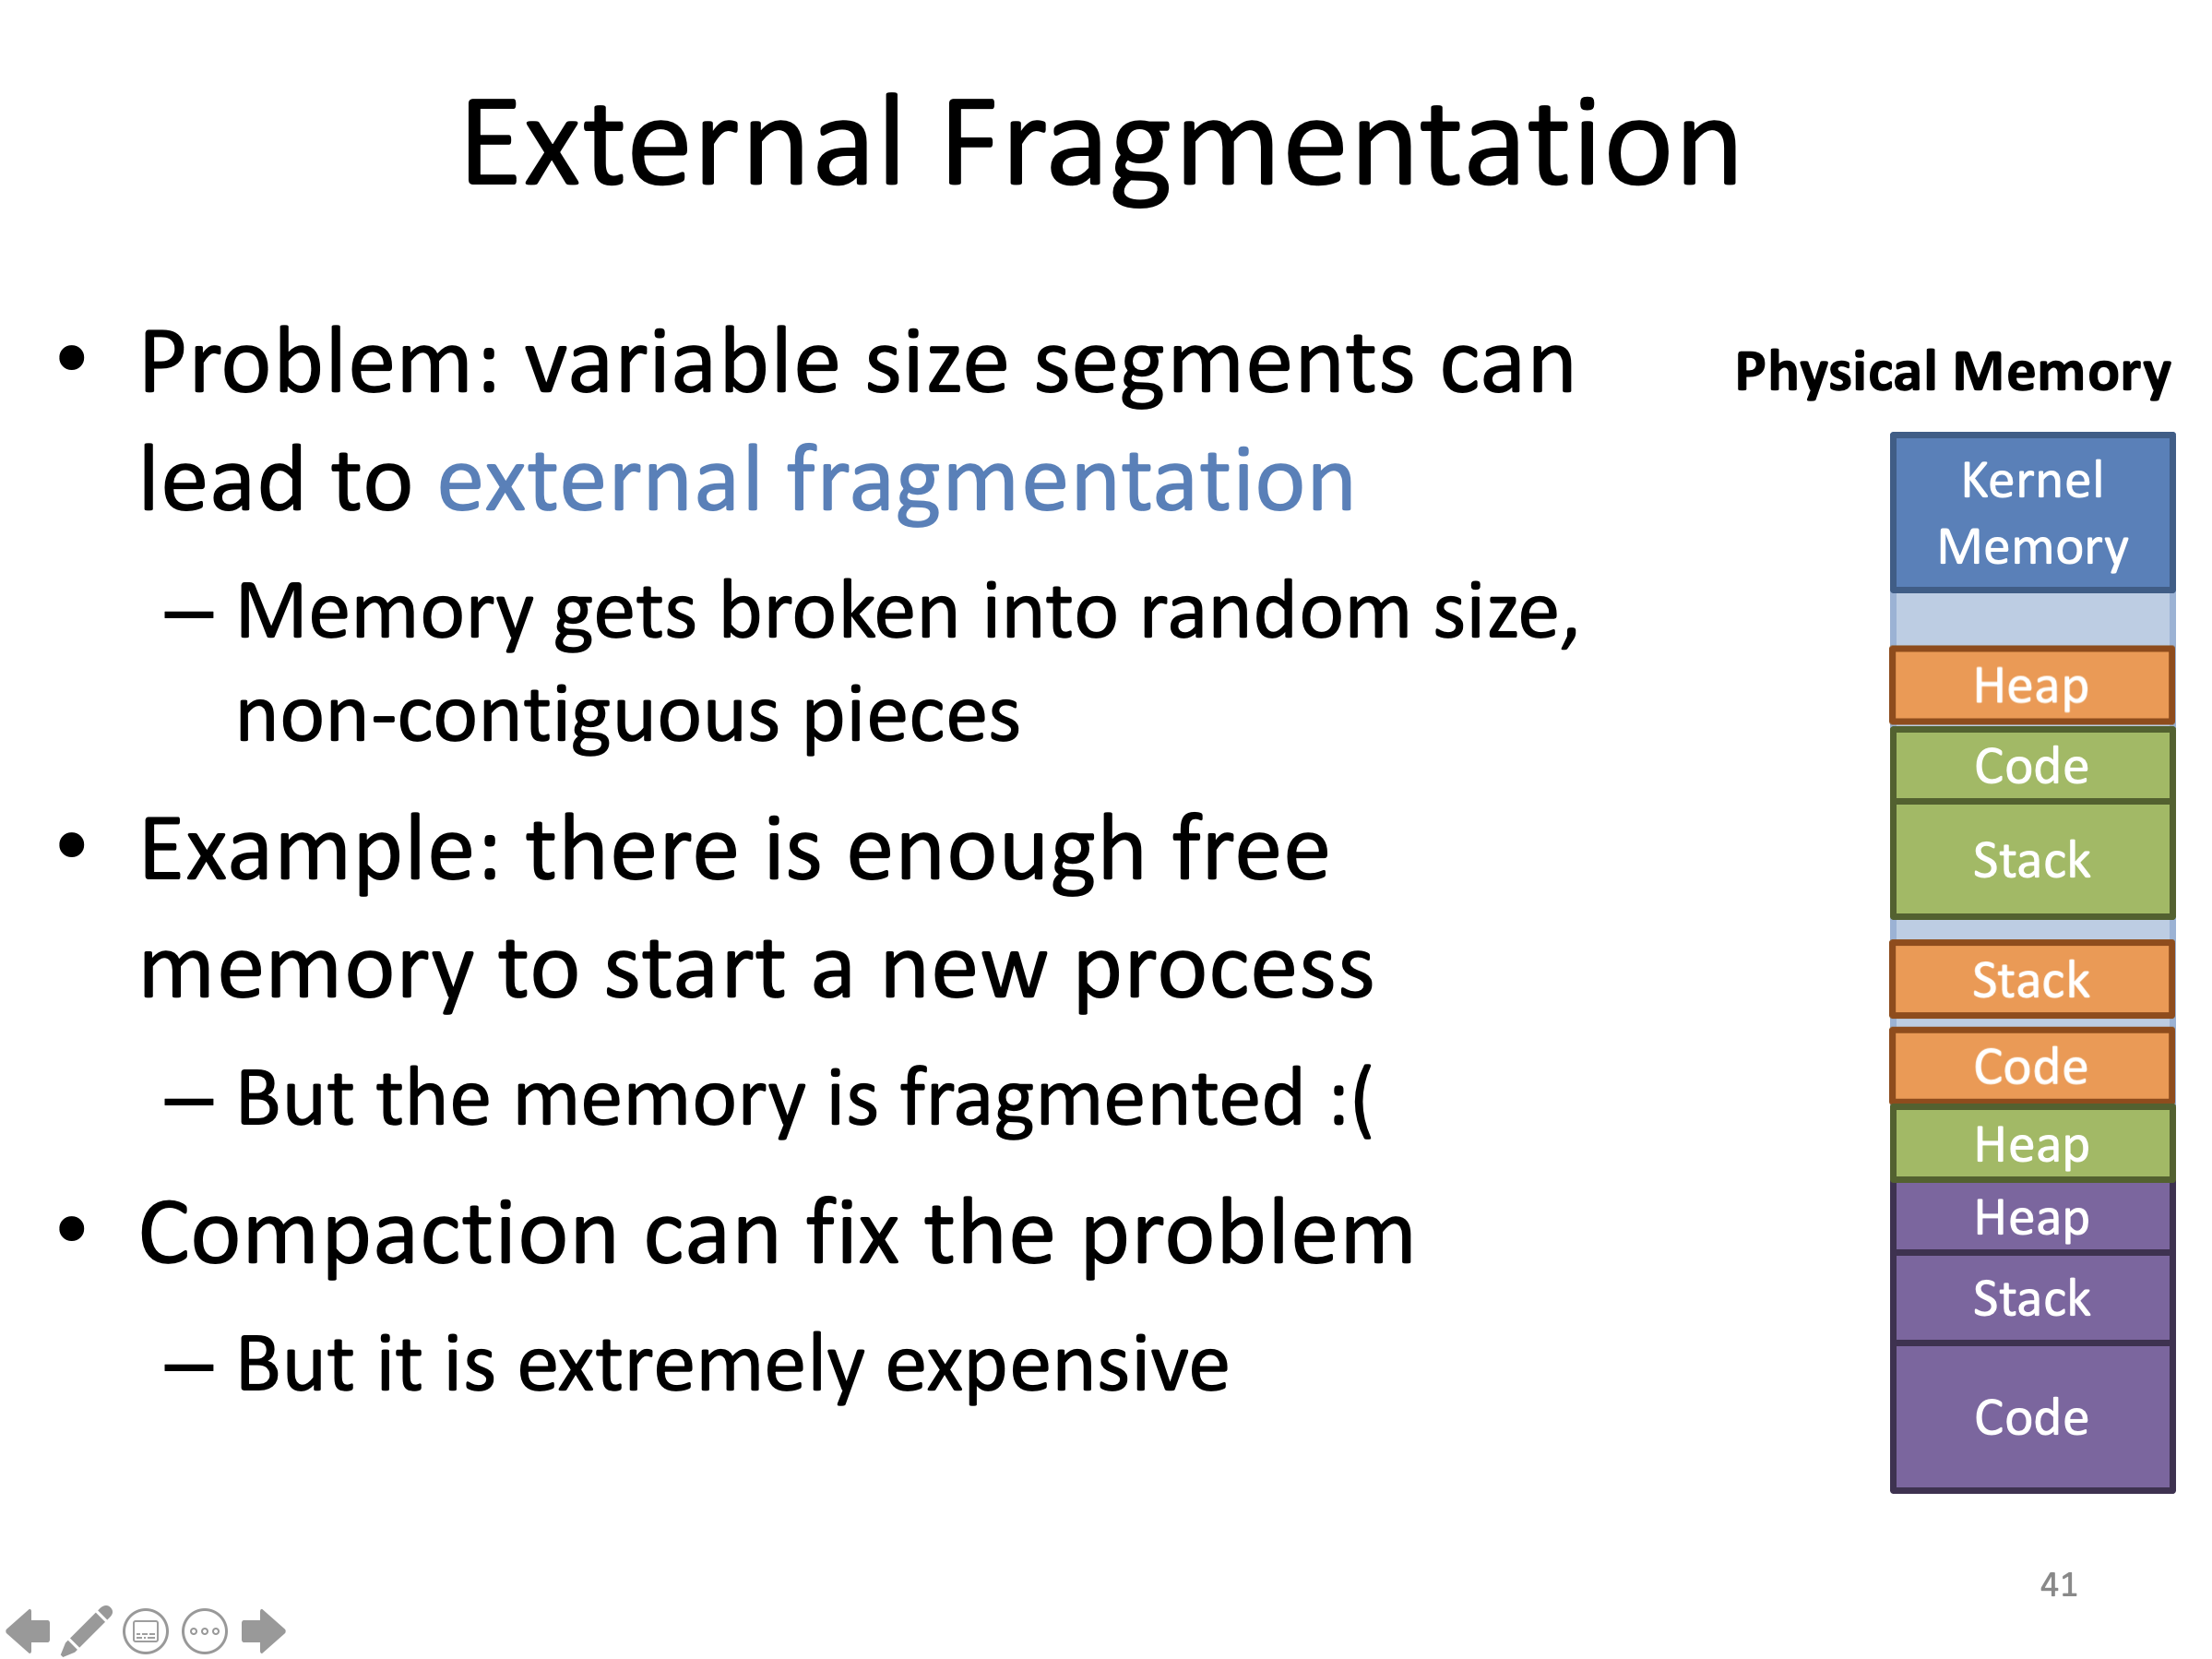 External Fragmentation
• Problem: variable size segments can
lead to external fragmentation
– Memory gets broken into random size,
non-contiguous pieces
• Example: there is enough free
memory to start a new process
– But the memory is fragmented :(
• Compaction can fix the problem
– But it is extremely expensive
Physical Memory
Kernel
Memory
Heap
Code
Stack
Stack
Code
Heap
Heap
Stack
Code
41